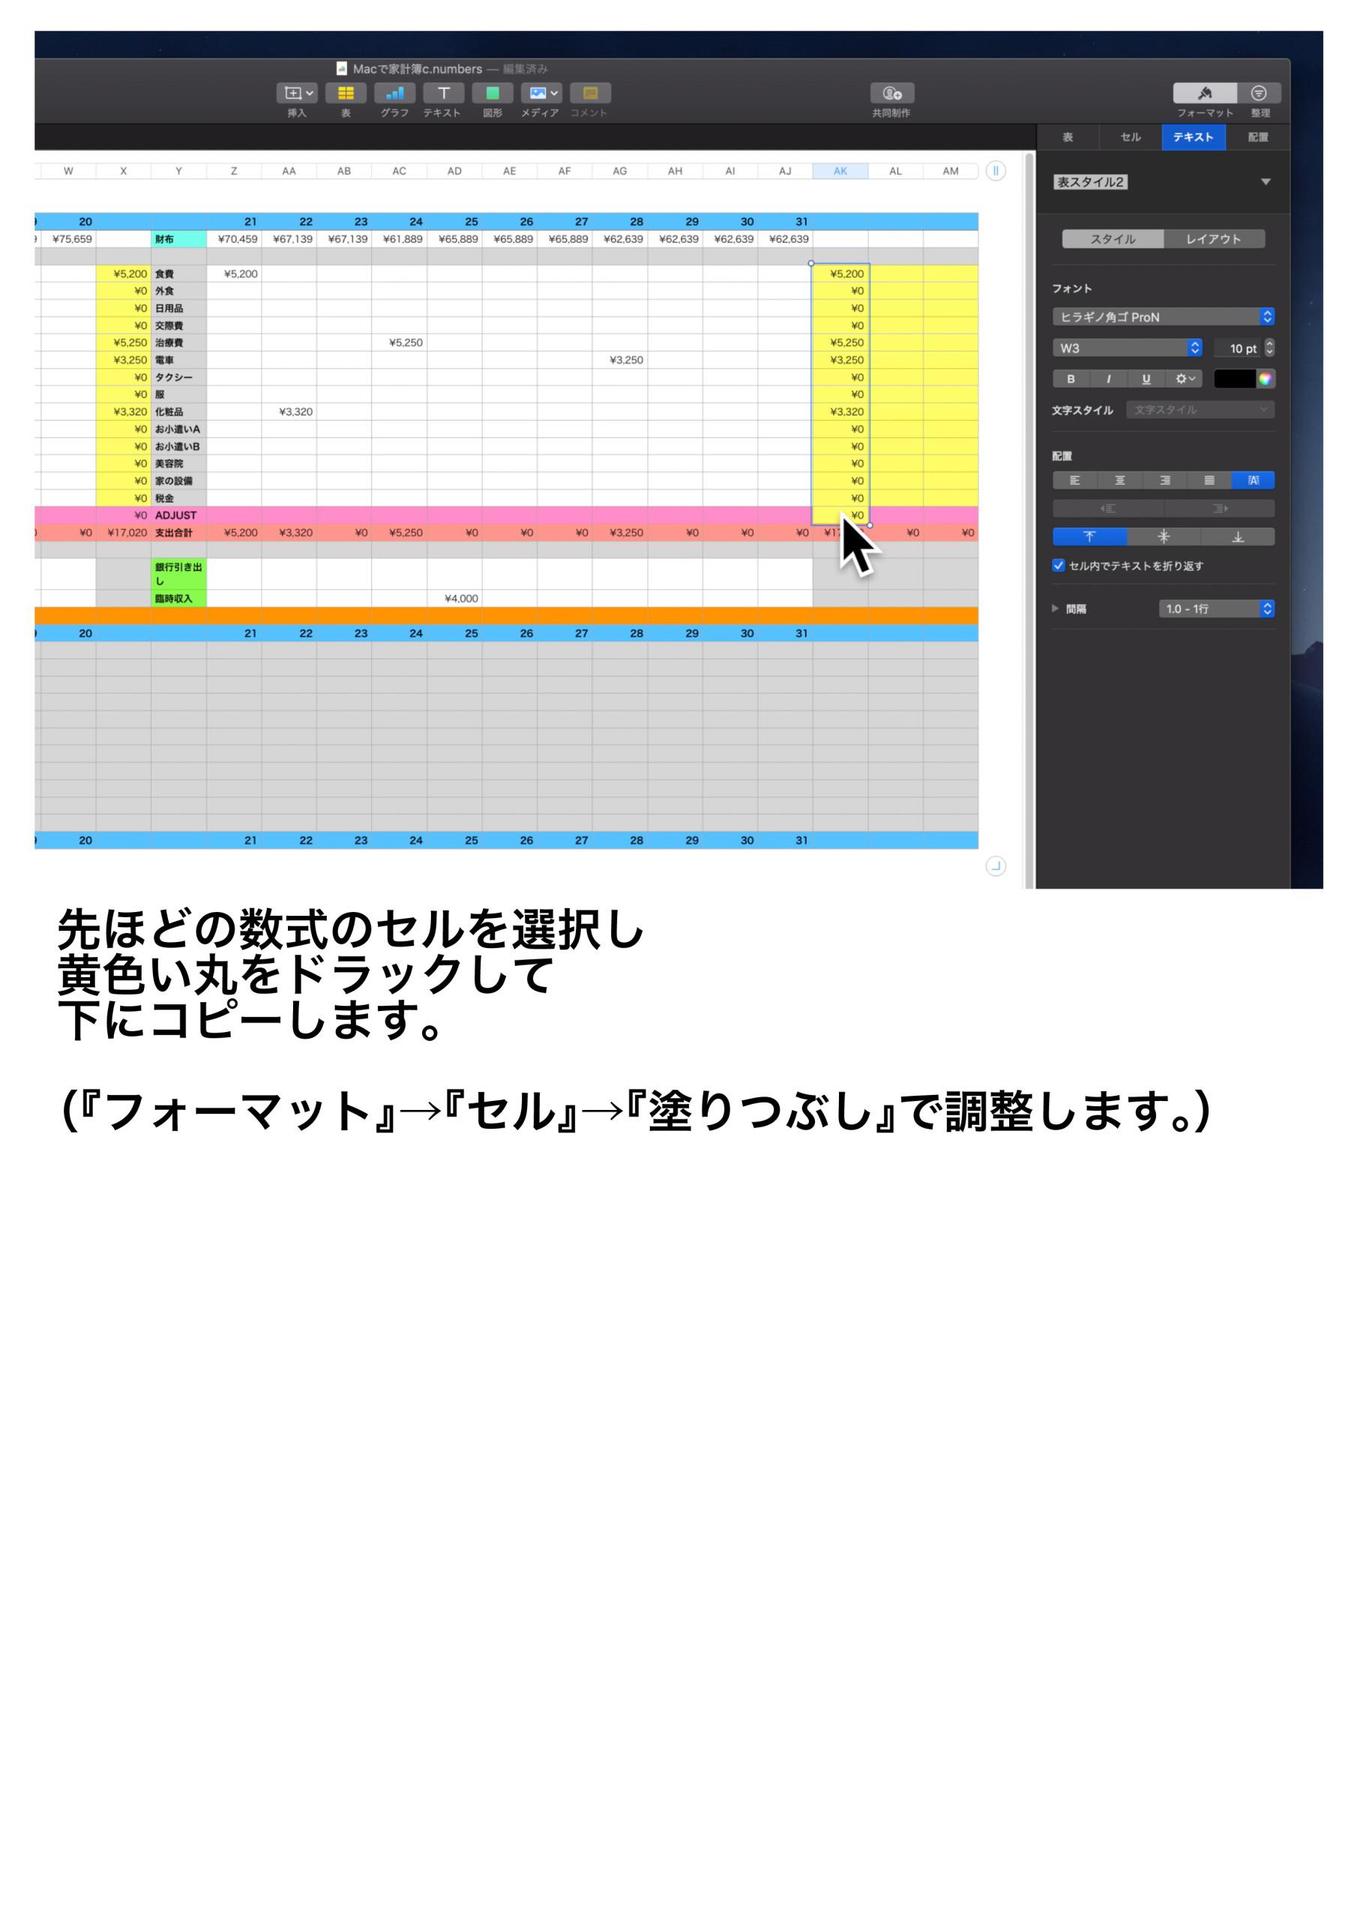 Macで家計簿c.numbers — 編集済み
挿入 表 グラフ テキスト 図形 メディア コメント 共同制作 フォーマット 整理
表 セル テキスト 配置
W X Y Z AA AB AC AD AE AF AG AH AI AJ AK AL AM
20 21 22 23 24 25 26 27 28 29 30 31
¥75,659 財布 ¥70,459 ¥67,139 ¥67,139 ¥61,889 ¥65,889 ¥65,889 ¥65,889 ¥62,639 ¥62,639 ¥62,639 ¥62,639
¥5,200 食費 ¥5,200 ¥5,200
¥0 外食 ¥0
¥0 日用品 ¥0
¥0 交際費 ¥0
¥5,250 治療費 ¥5,250 ¥5,250
¥3,250 電車 ¥3,250 ¥3,250
¥0 タクシー ¥0
¥0 服 ¥0
¥3,320 化粧品 ¥3,320 ¥3,320
¥0 お小遣いA ¥0
¥0 お小遣いB ¥0
¥0 美容院 ¥0
¥0 家の設備 ¥0
¥0 税金 ¥0
¥0 ADJUST ¥0
¥0 ¥17,020 支出合計 ¥5,200 ¥3,320 ¥0 ¥5,250 ¥0 ¥0 ¥0 ¥3,250 ¥0 ¥0 ¥0 ¥0 ¥0
銀行引き出
し
臨時収入 ¥4,000
20 21 22 23 24 25 26 27 28 29 30 31
20 21 22 23 24 25 26 27 28 29 30 31
表スタイル2
スタイル レイアウト
フォント
ヒラギノ角ゴ ProN
W3 10 pt
B I U
文字スタイル 文字スタイル
配置
セル内でテキストを折り返す
間隔 1.0 - 1行
先ほどの数式のセルを選択し
黄色い丸をドラックして
下にコピーします。
（『フォーマット』→『セル』→『塗りつぶし』で調整します。）